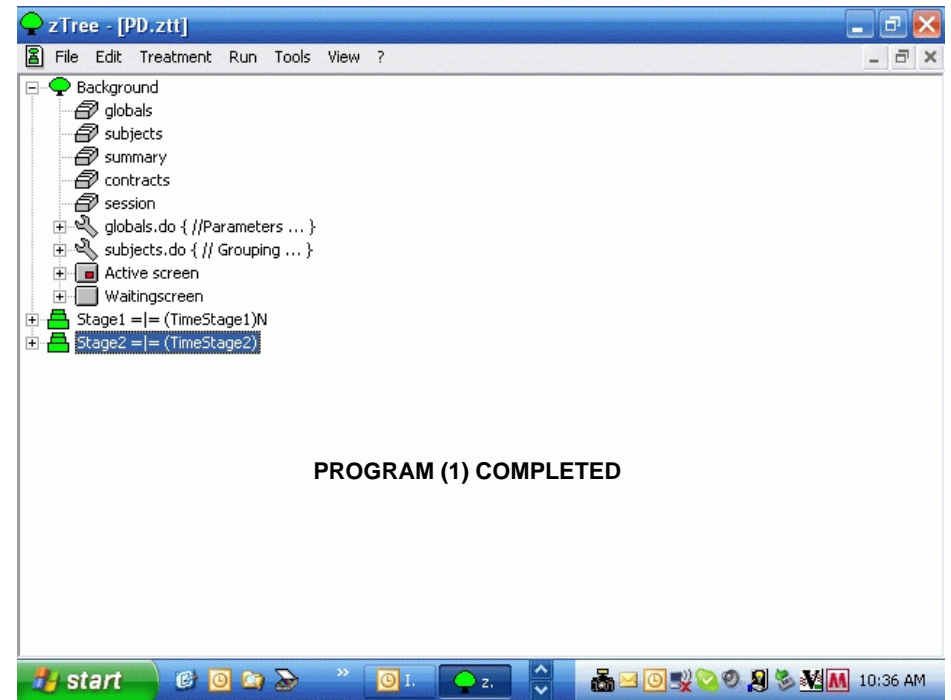 zTree - [PD.ztt]
File Edit Treatment Run Tools View ?
Background
globals
subjects
summary
contracts
session
globals.do { //Parameters ... }
subjects.do { // Grouping ... }
Active screen
Waitingscreen
Stage1 =|= (TimeStage1)N
Stage2 =|= (TimeStage2)
PROGRAM (1) COMPLETED
start » I. z. 10:36 AM